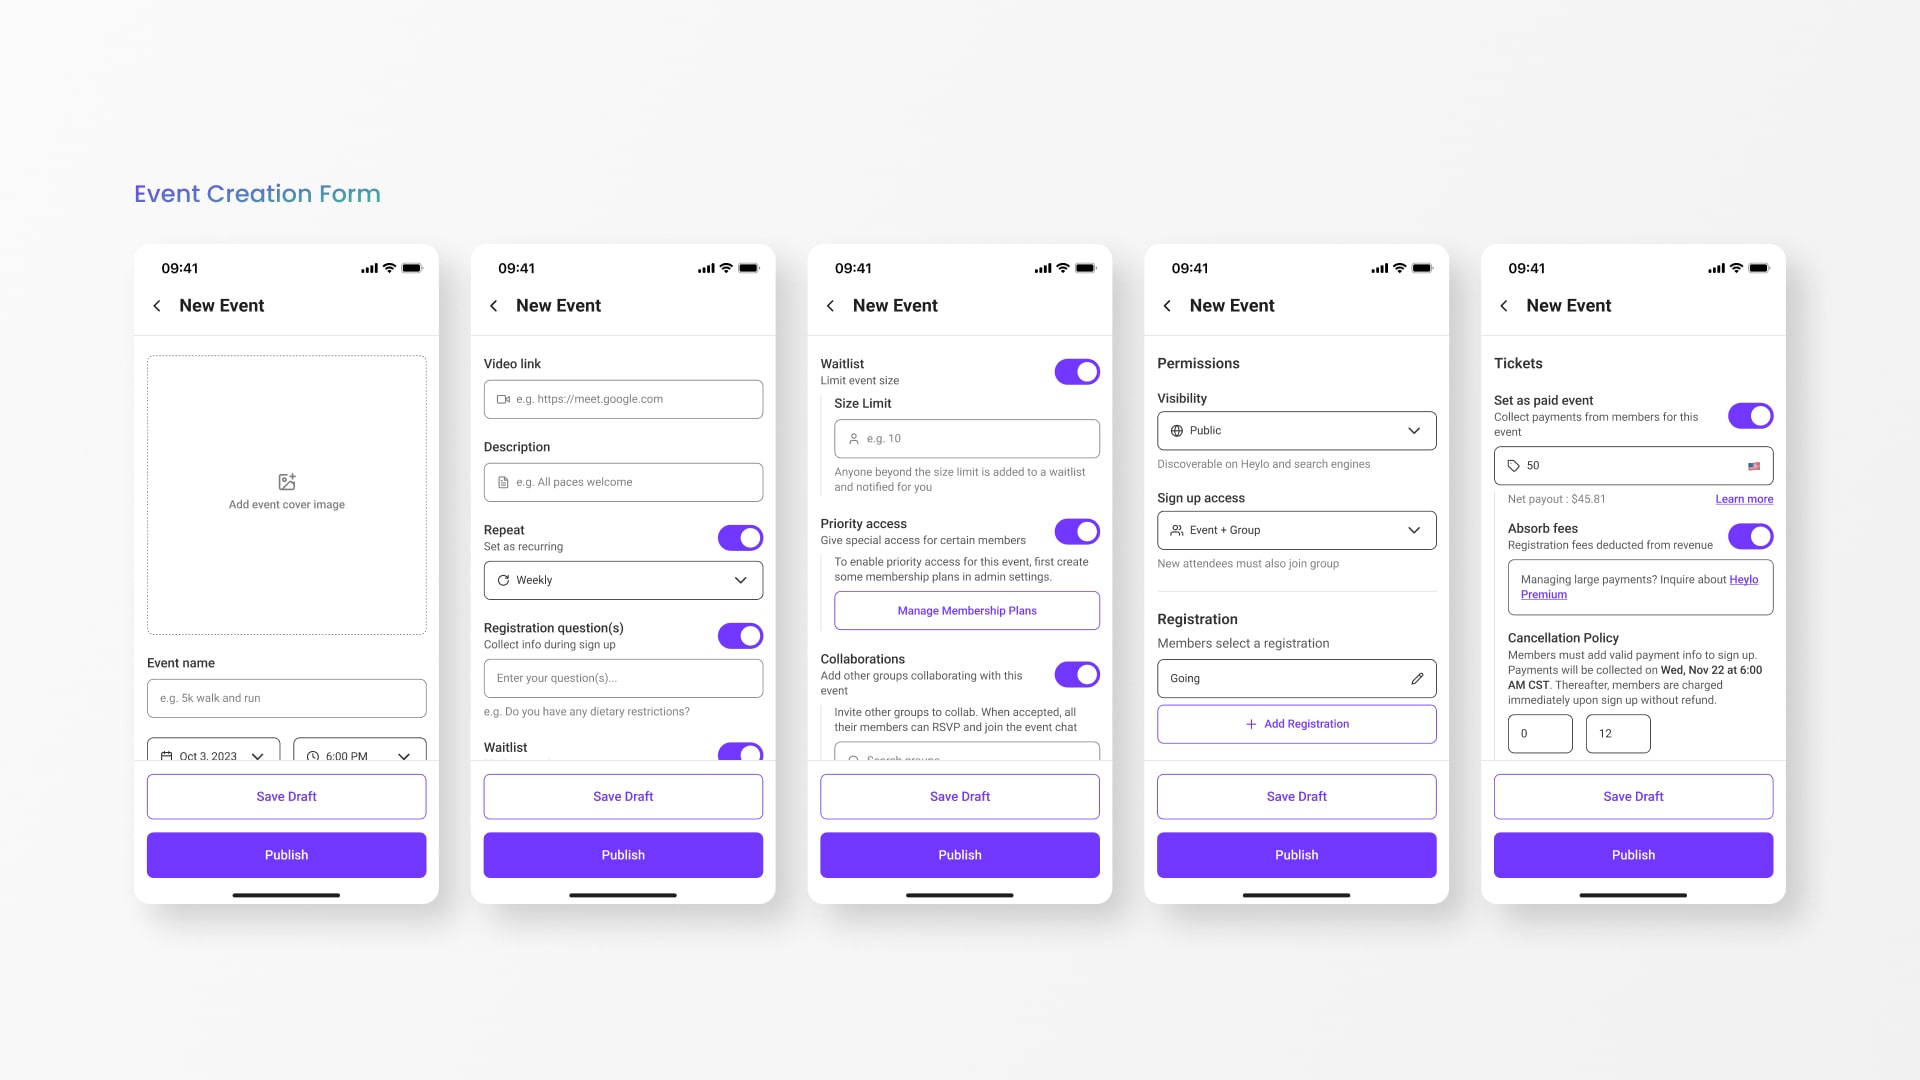 Event Creation Form
09:41
New Event
Add event cover image
Event name
e.g. 5k walk and run
Oct 3, 2023
6:00 PM
Save Draft
Publish
09:41
New Event
Video link
e.g. https://meet.google.com
Description
e.g. All paces welcome
Repeat
Set as recurring
Weekly
Registration question(s)
Collect info during sign up
Enter your question(s)...
e.g. Do you have any dietary restrictions?
Waitlist
Save Draft
Publish
09:41
New Event
Waitlist
Limit event size
Size Limit
e.g. 10
Anyone beyond the size limit is added to a waitlist
and notified for you
Priority access
Give special access for certain members
To enable priority access for this event, first create
some membership plans in admin settings.
Manage Membership Plans
Collaborations
Add other groups collaborating with this
event
Invite other groups to collab. When accepted, all
their members can RSVP and join the event chat
Search groups
Save Draft
Publish
09:41
New Event
Permissions
Visibility
Public
Discoverable on Heylo and search engines
Sign up access
Event + Group
New attendees must also join group
Registration
Members select a registration
Going
+ Add Registration
Save Draft
Publish
09:41
New Event
Tickets
Set as paid event
Collect payments from members for this
event
50
Net payout : $45.81
Learn more
Absorb fees
Registration fees deducted from revenue
Managing large payments? Inquire about Heylo
Premium
Cancellation Policy
Members must add valid payment info to sign up.
Payments will be collected on Wed, Nov 22 at 6:00
AM CST. Thereafter, members are charged
immediately upon sign up without refund.
0
12
Save Draft
Publish